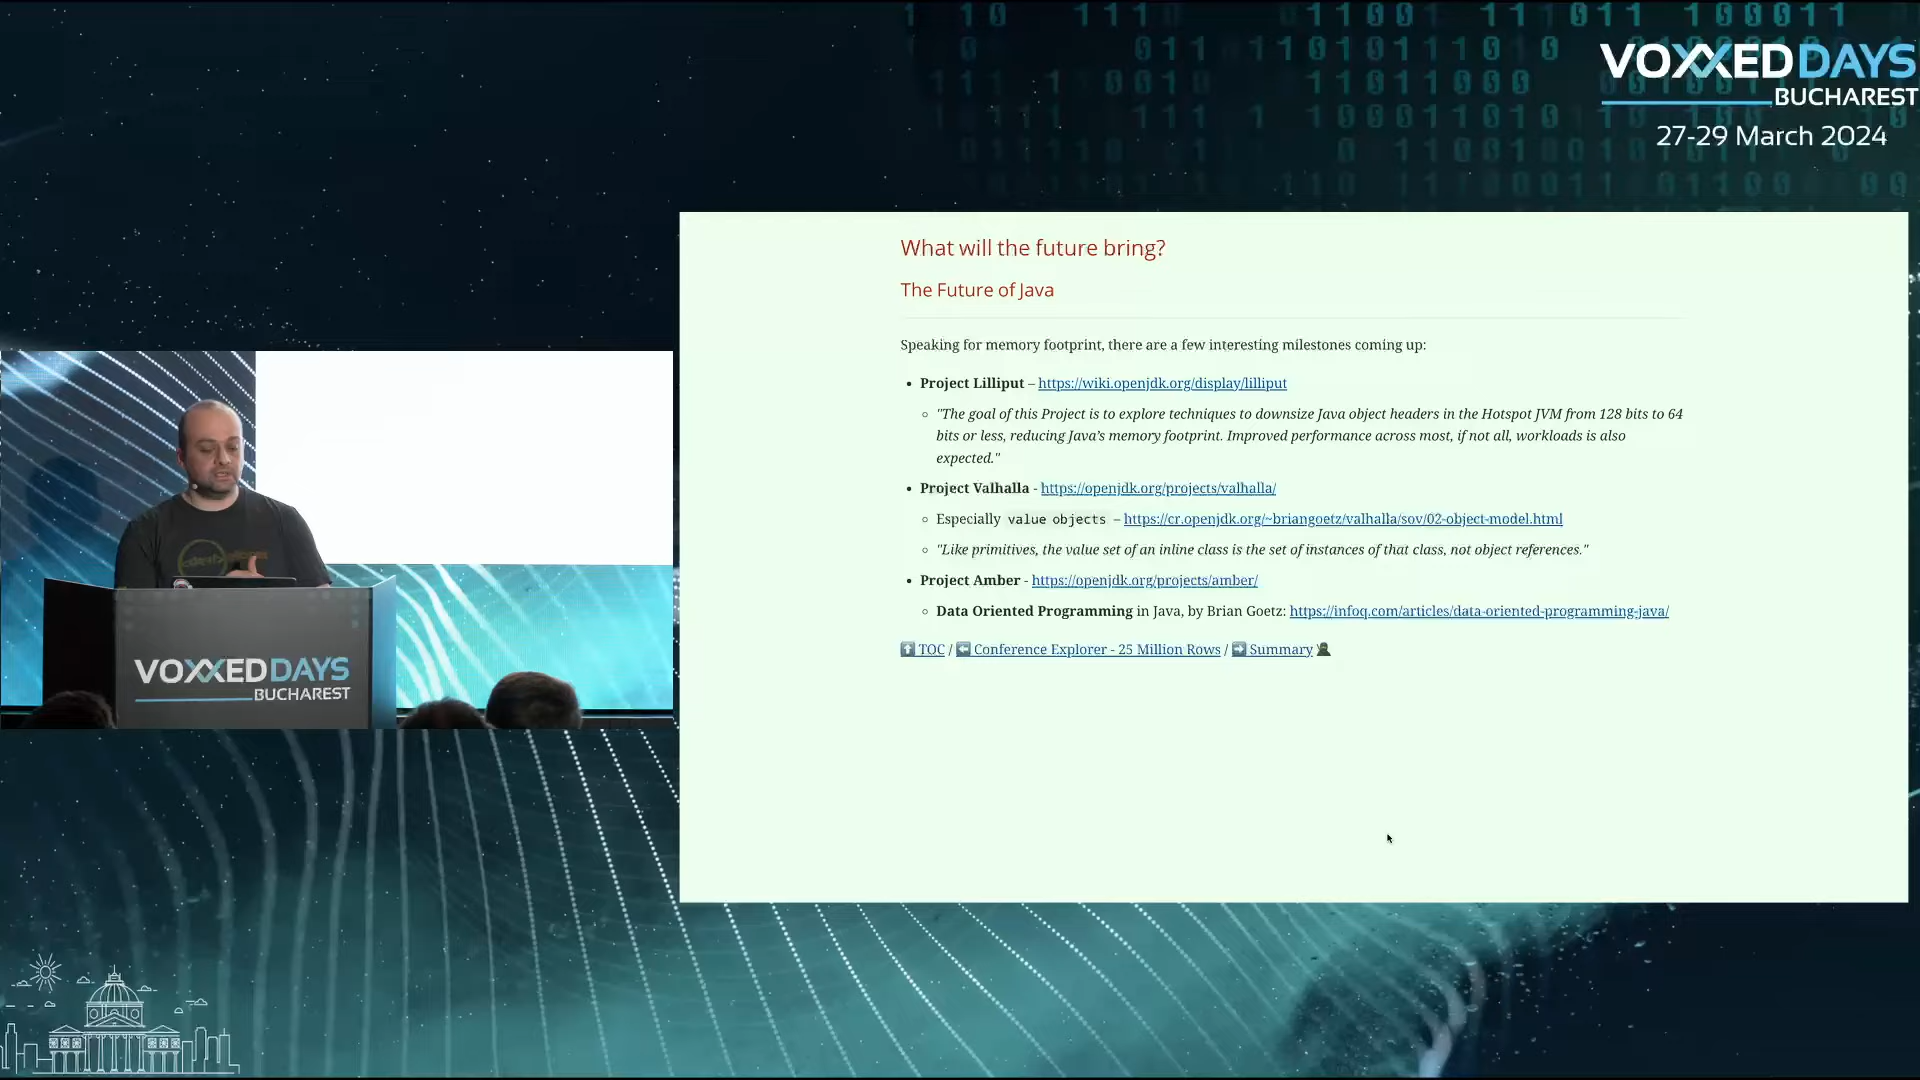 VOXXEDDAYS
BUCHAREST
27-29 March 2024
What will the future bring?
The Future of Java
Speaking for memory footprint, there are a few interesting milestones coming up:
• Project Lilliput – https://wiki.openjdk.org/display/lilliput
◦ "The goal of this Project is to explore techniques to downsize Java object headers in the Hotspot JVM from 128 bits to 64
bits or less, reducing Java’s memory footprint. Improved performance across most, if not all, workloads is also
expected."
• Project Valhalla - https://openjdk.org/projects/valhalla/
◦ Especially value objects – https://cr.openjdk.org/~briangoetz/valhalla/sov/02-object-model.html
◦ "Like primitives, the value set of an inline class is the set of instances of that class, not object references."
• Project Amber - https://openjdk.org/projects/amber/
◦ Data Oriented Programming in Java, by Brian Goetz: https://infoq.com/articles/data-oriented-programming-java/
⬆️ TOC / ⬅️ Conference Explorer - 25 Million Rows / ➡️ Summary
VOXXEDDAYS
BUCHAREST